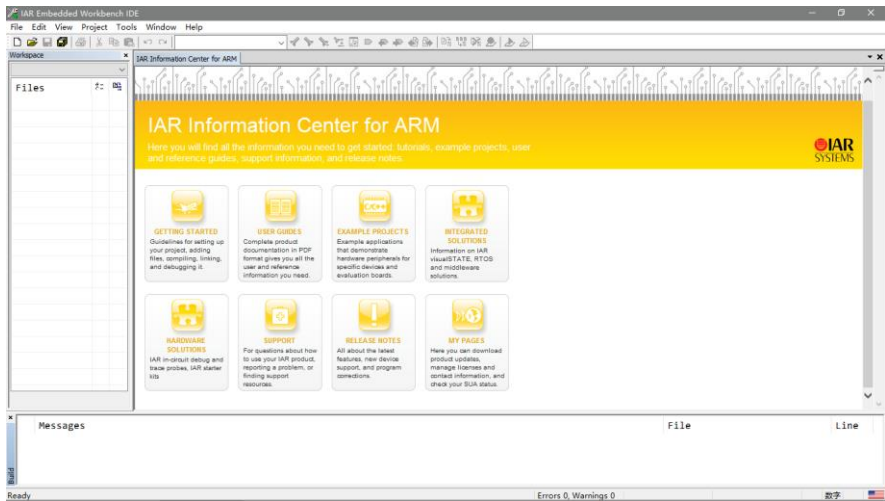 IAR Embedded Workbench IDE
File Edit View Project Tools Window Help
Workspace
IAR Information Center for ARM
Files
IAR Information Center for ARM
Here you will find all the information you need to get started: tutorials, example projects, user
and reference guides, support information, and release notes.
IAR
SYSTEMS
GETTING STARTED
Guidelines for setting up
your project, adding
files, compiling, linking,
and debugging it.
USER GUIDES
Complete product
documentation in PDF
format gives you all the
user and reference
information you need.
C/C++
EXAMPLE PROJECTS
Example applications
that demonstrate
hardware peripherals for
specific devices and
evaluation boards.
INTEGRATED
SOLUTIONS
Information on IAR
visualSTATE, RTOS
and middleware
solutions.
HARDWARE
SOLUTIONS
IAR in-circuit debug and
trace probes, IAR starter
kits
SUPPORT
For questions about how
to use your IAR product,
reporting a problem, or
finding support
resources.
RELEASE NOTES
All about the latest
features, new device
support, and program
corrections.
MY PAGES
Here you can download
product updates,
manage licenses and
contact information, and
check your SUA status.
Messages File Line
Build
Ready Errors 0, Warnings 0 数字